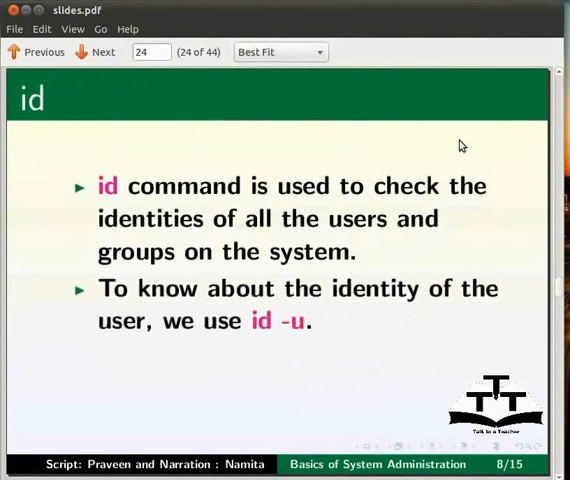 slides.pdf
File Edit View Go Help
Previous Next 24 (24 of 44) Best Fit
id
id command is used to check the
identities of all the users and
groups on the system.
To know about the identity of the
user, we use id -u.
TTT
Talk to a Teacher
Script: Praveen and Narration : Namita Basics of System Administration 8/15